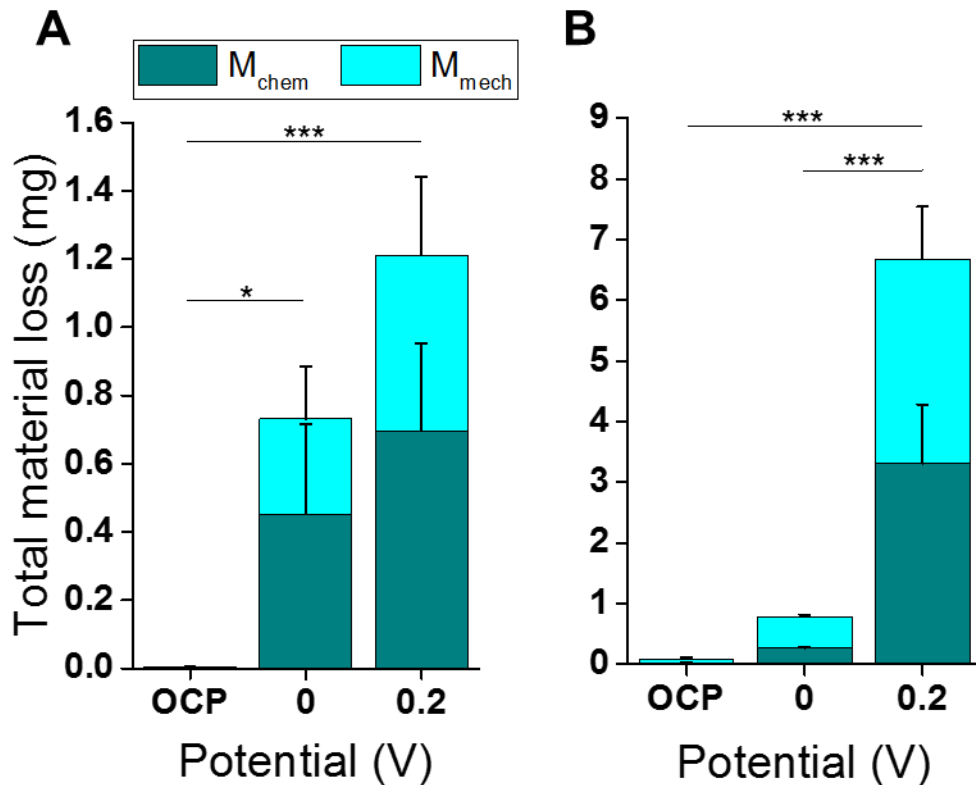 A
B
M_chem M_mech
Total material loss (mg)
1.6
1.4
1.2
1.0
0.8
0.6
0.4
0.2
0.0
***
*
OCP 0 0.2
Potential (V)
9
8
7
6
5
4
3
2
1
0
***
***
OCP 0 0.2
Potential (V)